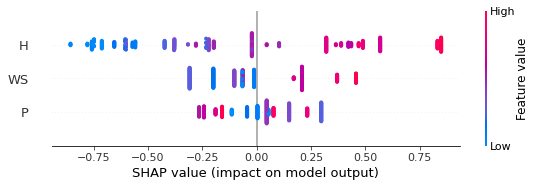 High
H
WS
P
Low
Feature value
−0.75 −0.50 −0.25 0.00 0.25 0.50 0.75
SHAP value (impact on model output)